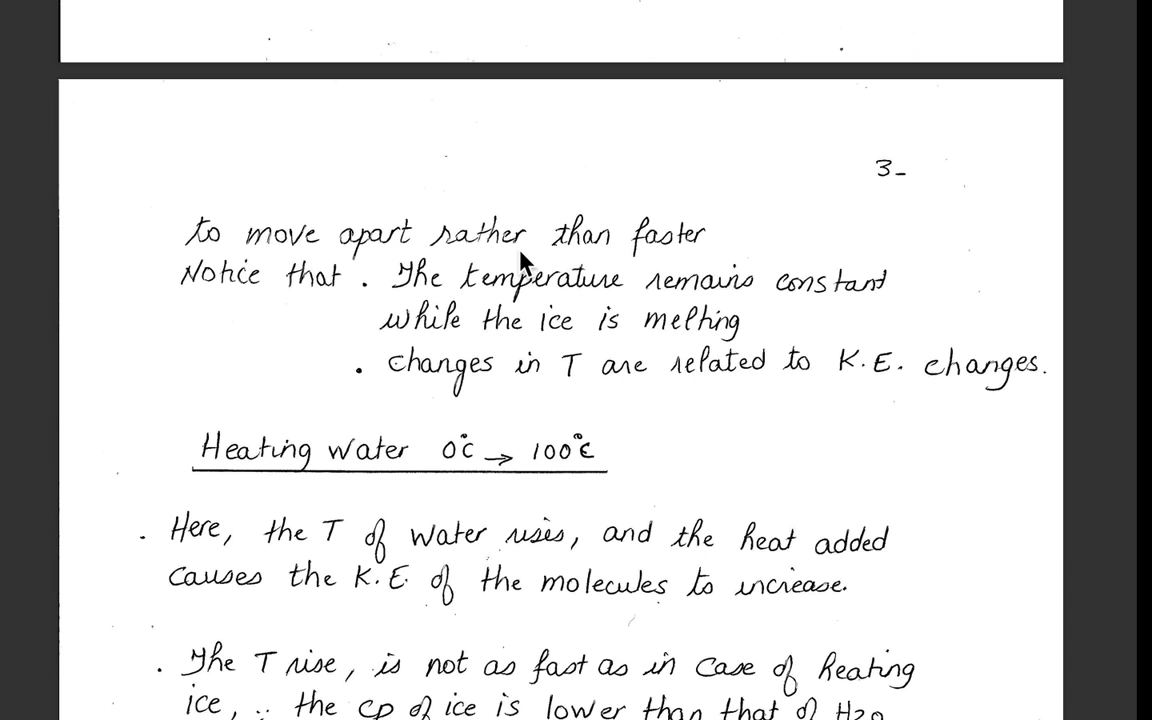 3-
to move apart rather than faster
Notice that . The temperature remains constant
while the ice is melting
. changes in T are related to K.E. changes.
Heating water 0°C → 100°C
. Here, the T of water rises, and the heat added
causes the K.E. of the molecules to increase.
. The T rise, is not as fast as in case of heating
ice, ∵ the cp of ice is lower than that of H2O